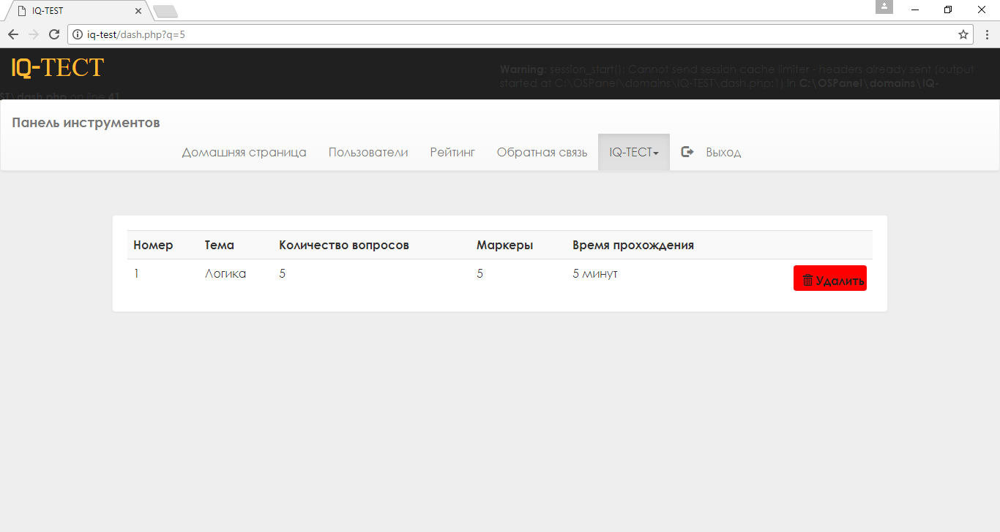 IQ-TEST
iq-test/dash.php?q=5
IQ-ТЕСТ
Warning: session_start(): Cannot send session cache limiter - headers already sent (output
started at C:\OSPanel\domains\IQ-TEST\dash.php:1) in C:\OSPanel\domains\IQ-
ST\dash.php on line 41
Панель инструментов
Домашняя страница Пользователи Рейтинг Обратная связь IQ-ТЕСТ Выход
Номер Тема Количество вопросов Маркеры Время прохождения
1 Логика 5 5 5 минут Удалить